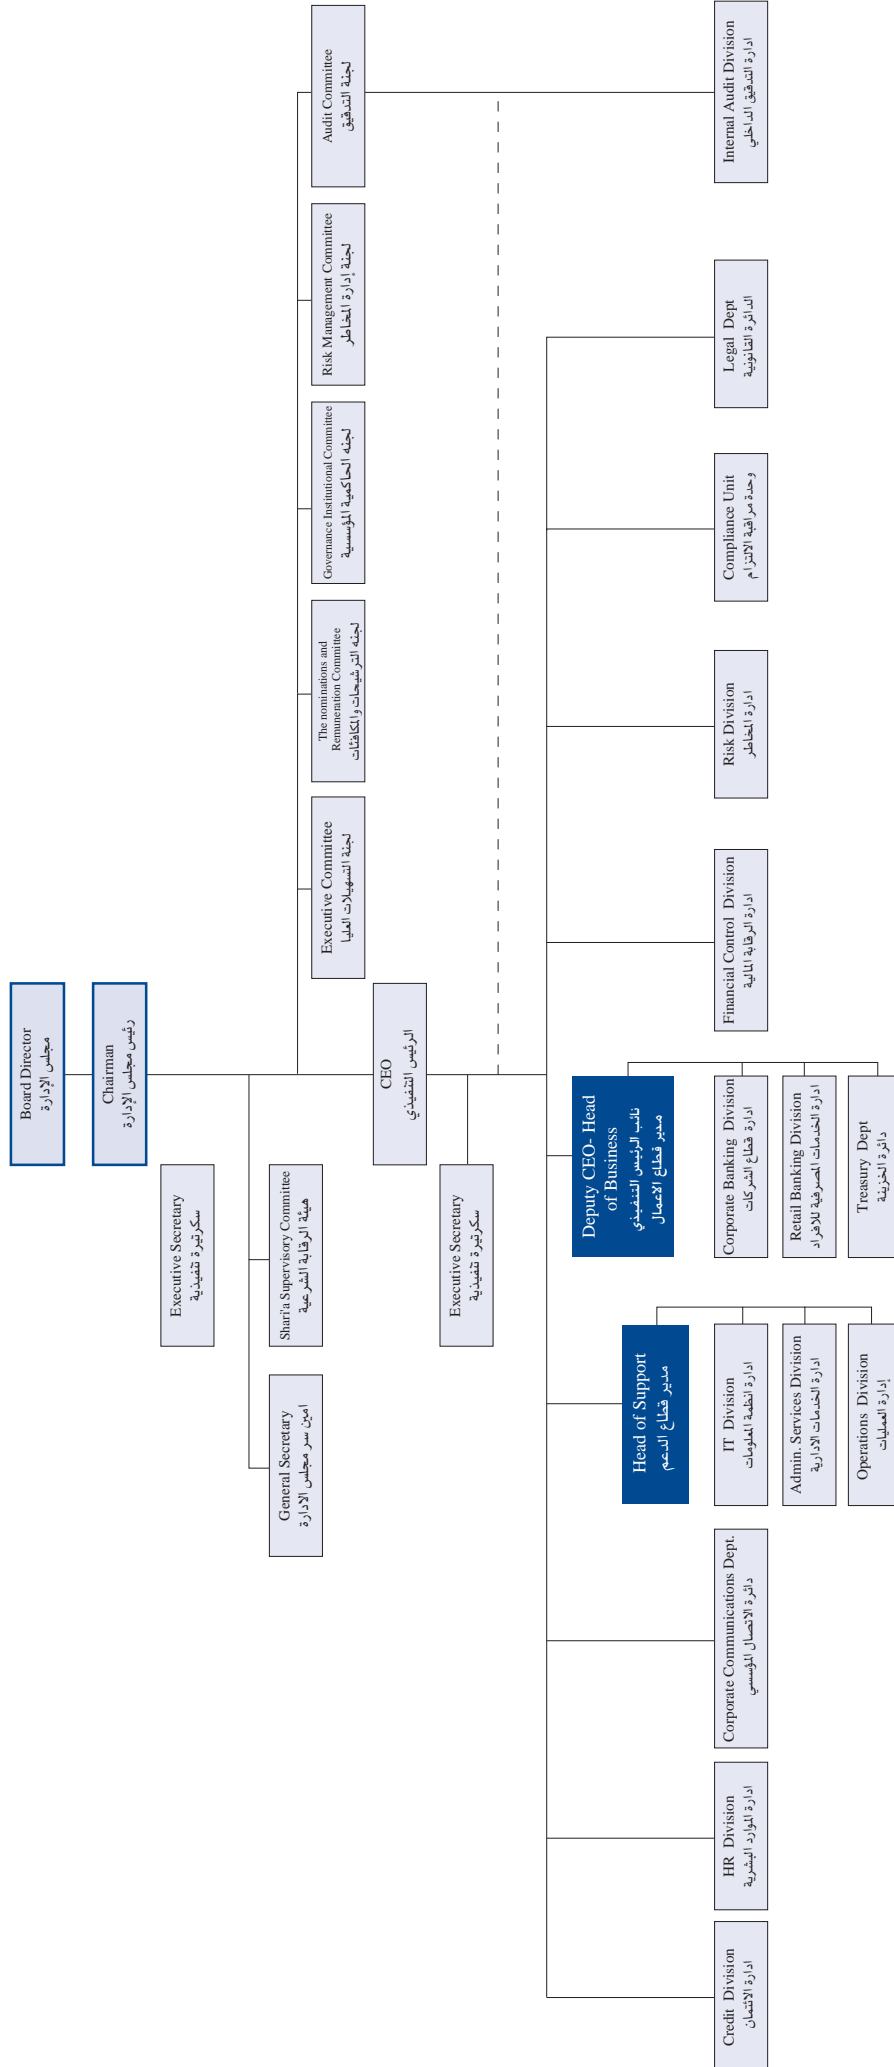 Board Director
مجلس الإدارة
Chairman
رئيس مجلس الإدارة
Executive Secretary
سكرتيرة تنفيذية
General Secretary
امين سر مجلس الادارة
Shari'a Supervisory Committee
هيئة الرقابة الشرعية
Executive Committee
لجنة التسهيلات العليا
The nominations and
Remuneration Committee
لجنه الترشيحات والمكافئات
Governance Institutional Committee
لجنه الحاكمية المؤسسية
Risk Management Committee
لجنة إدارة المخاطر
Audit Committee
لجنة التدقيق
CEO
الرئيس التنفيذي
Executive Secretary
سكرتيرة تنفيذية
Deputy CEO- Head
of Business
نائب الرئيس التنفيذي
مدير قطاع الاعمال
Head of Support
مدير قطاع الدعم
Credit Division
ادارة الائتمان
HR Division
ادارة الموارد البشرية
Corporate Communications Dept.
دائرة الاتصال المؤسسي
IT Division
ادارة انظمة المعلومات
Admin. Services Division
ادارة الخدمات الادارية
Operations Division
إدارة العمليات
Corporate Banking Division
ادارة قطاع الشركات
Retail Banking Division
ادارة الخدمات المصرفية للافراد
Treasury Dept
دائرة الخزينة
Financial Control Division
ادارة الرقابة المالية
Risk Division
ادارة المخاطر
Compliance Unit
وحدة مراقبة الالتزام
Legal Dept
الدائرة القانونية
Internal Audit Division
ادارة التدقيق الداخلي